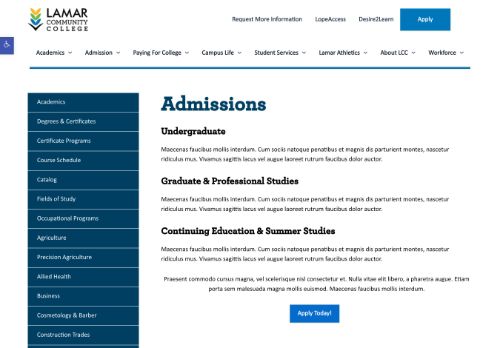 LAMAR
COMMUNITY
COLLEGE
Request More Information LopeAccess Desire2Learn Apply
Academics Admission Paying For College Campus Life Student Services Lamar Athletics About LCC Workforce
Academics
Degrees & Certificates
Certificate Programs
Course Schedule
Catalog
Fields of Study
Occupational Programs
Agriculture
Precision Agriculture
Allied Health
Business
Cosmetology & Barber
Construction Trades
Admissions
Undergraduate
Maecenas faucibus mollis interdum. Cum sociis natoque penatibus et magnis dis parturient montes, nascetur
ridiculus mus. Vivamus sagittis lacus vel augue laoreet rutrum faucibus dolor auctor.
Graduate & Professional Studies
Maecenas faucibus mollis interdum. Cum sociis natoque penatibus et magnis dis parturient montes, nascetur
ridiculus mus. Vivamus sagittis lacus vel augue laoreet rutrum faucibus dolor auctor.
Continuing Education & Summer Studies
Maecenas faucibus mollis interdum. Cum sociis natoque penatibus et magnis dis parturient montes, nascetur
ridiculus mus. Vivamus sagittis lacus vel augue laoreet rutrum faucibus dolor auctor.
Praesent commodo cursus magna, vel scelerisque nisl consectetur et. Nulla vitae elit libero, a pharetra augue. Etiam
porta sem malesuada magna mollis euismod. Maecenas faucibus mollis interdum.
Apply Today!